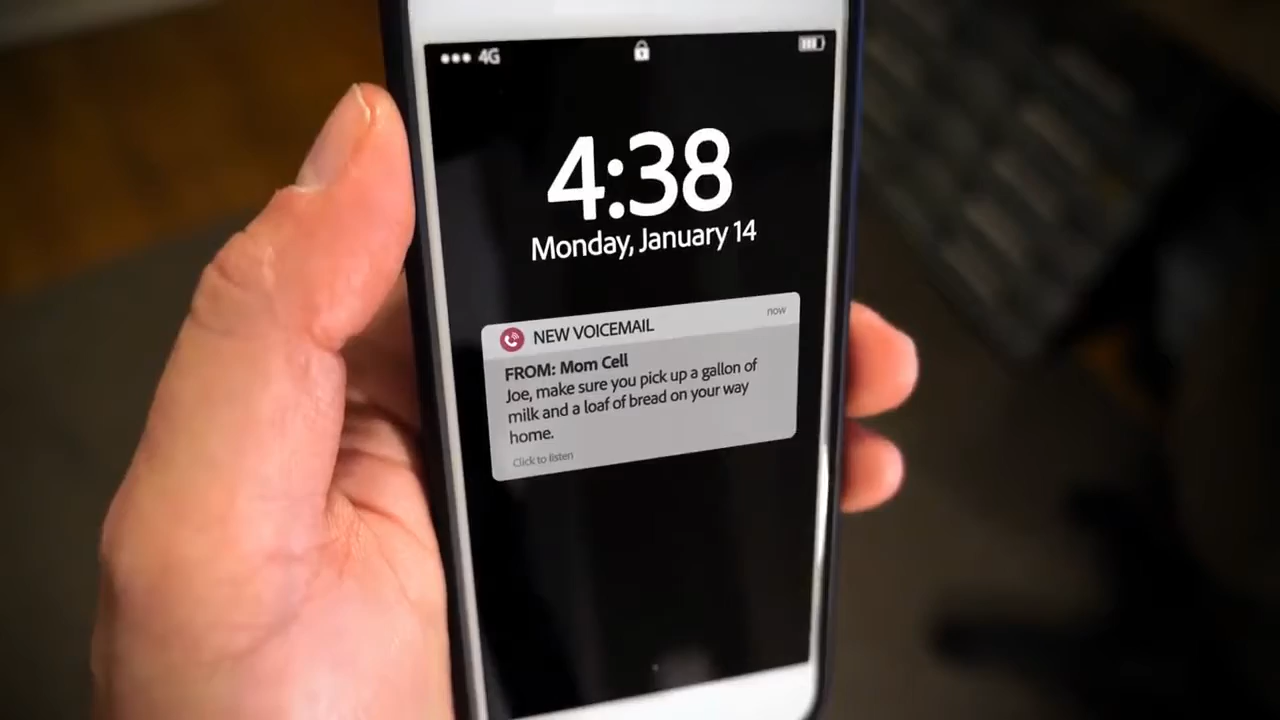 4G
4:38
Monday, January 14
NEW VOICEMAIL
now
FROM: Mom Cell
Joe, make sure you pick up a gallon of
milk and a loaf of bread on your way
home.
Click to listen